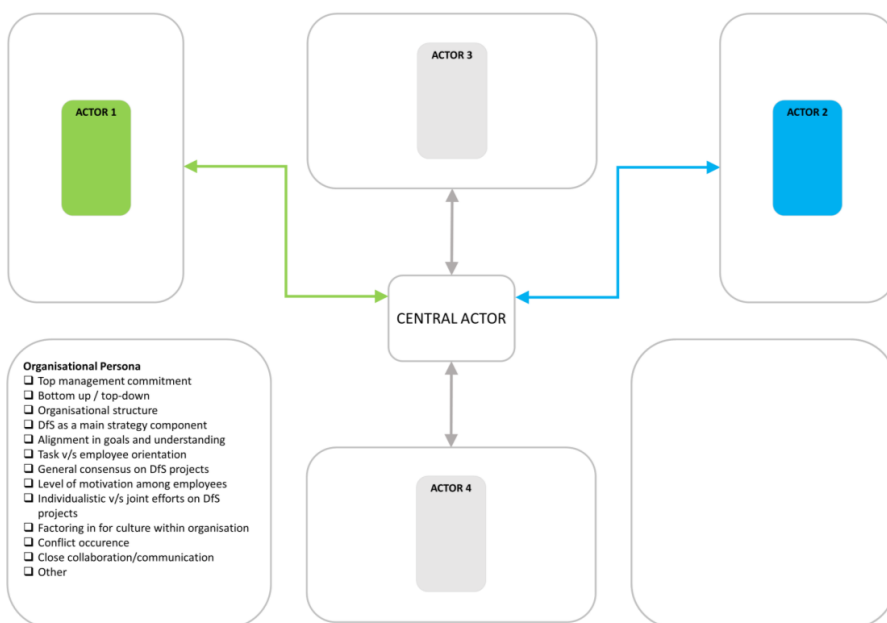 ACTOR 3
ACTOR 1
ACTOR 2
CENTRAL ACTOR
Organisational Persona
❑ Top management commitment
❑ Bottom up / top-down
❑ Organisational structure
❑ DfS as a main strategy component
❑ Alignment in goals and understanding
❑ Task v/s employee orientation
❑ General consensus on DfS projects
❑ Level of motivation among employees
❑ Individualistic v/s joint efforts on DfS
projects
❑ Factoring in for culture within organisation
❑ Conflict occurence
❑ Close collaboration/communication
❑ Other
ACTOR 4